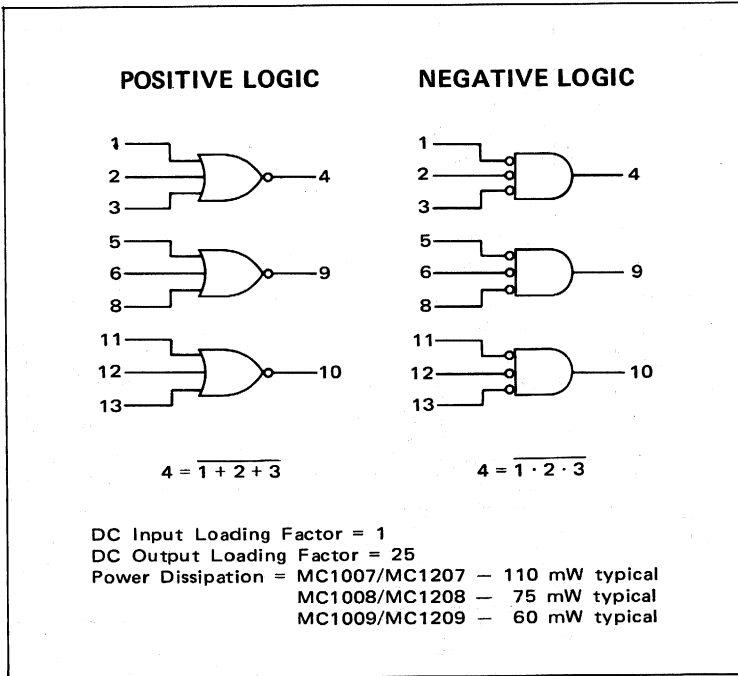 POSITIVE LOGIC
1
2
3
4
5
6
8
9
11
12
13
10
4 = \overline{1 + 2 + 3}
NEGATIVE LOGIC
1
2
3
4
5
6
8
9
11
12
13
10
4 = \overline{1 · 2 · 3}
DC Input Loading Factor = 1
DC Output Loading Factor = 25
Power Dissipation = MC1007/MC1207 — 110 mW typical
MC1008/MC1208 — 75 mW typical
MC1009/MC1209 — 60 mW typical